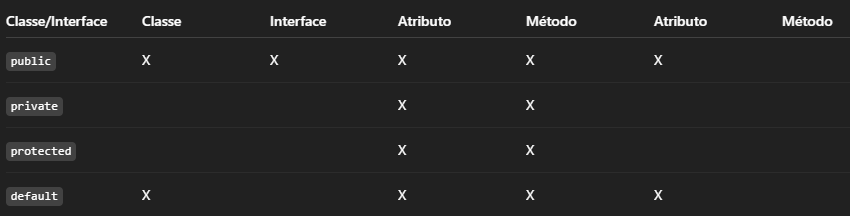 Classe/Interface Classe Interface Atributo Método Atributo Método
public X X X X X
private X X
protected X X
default X X X X